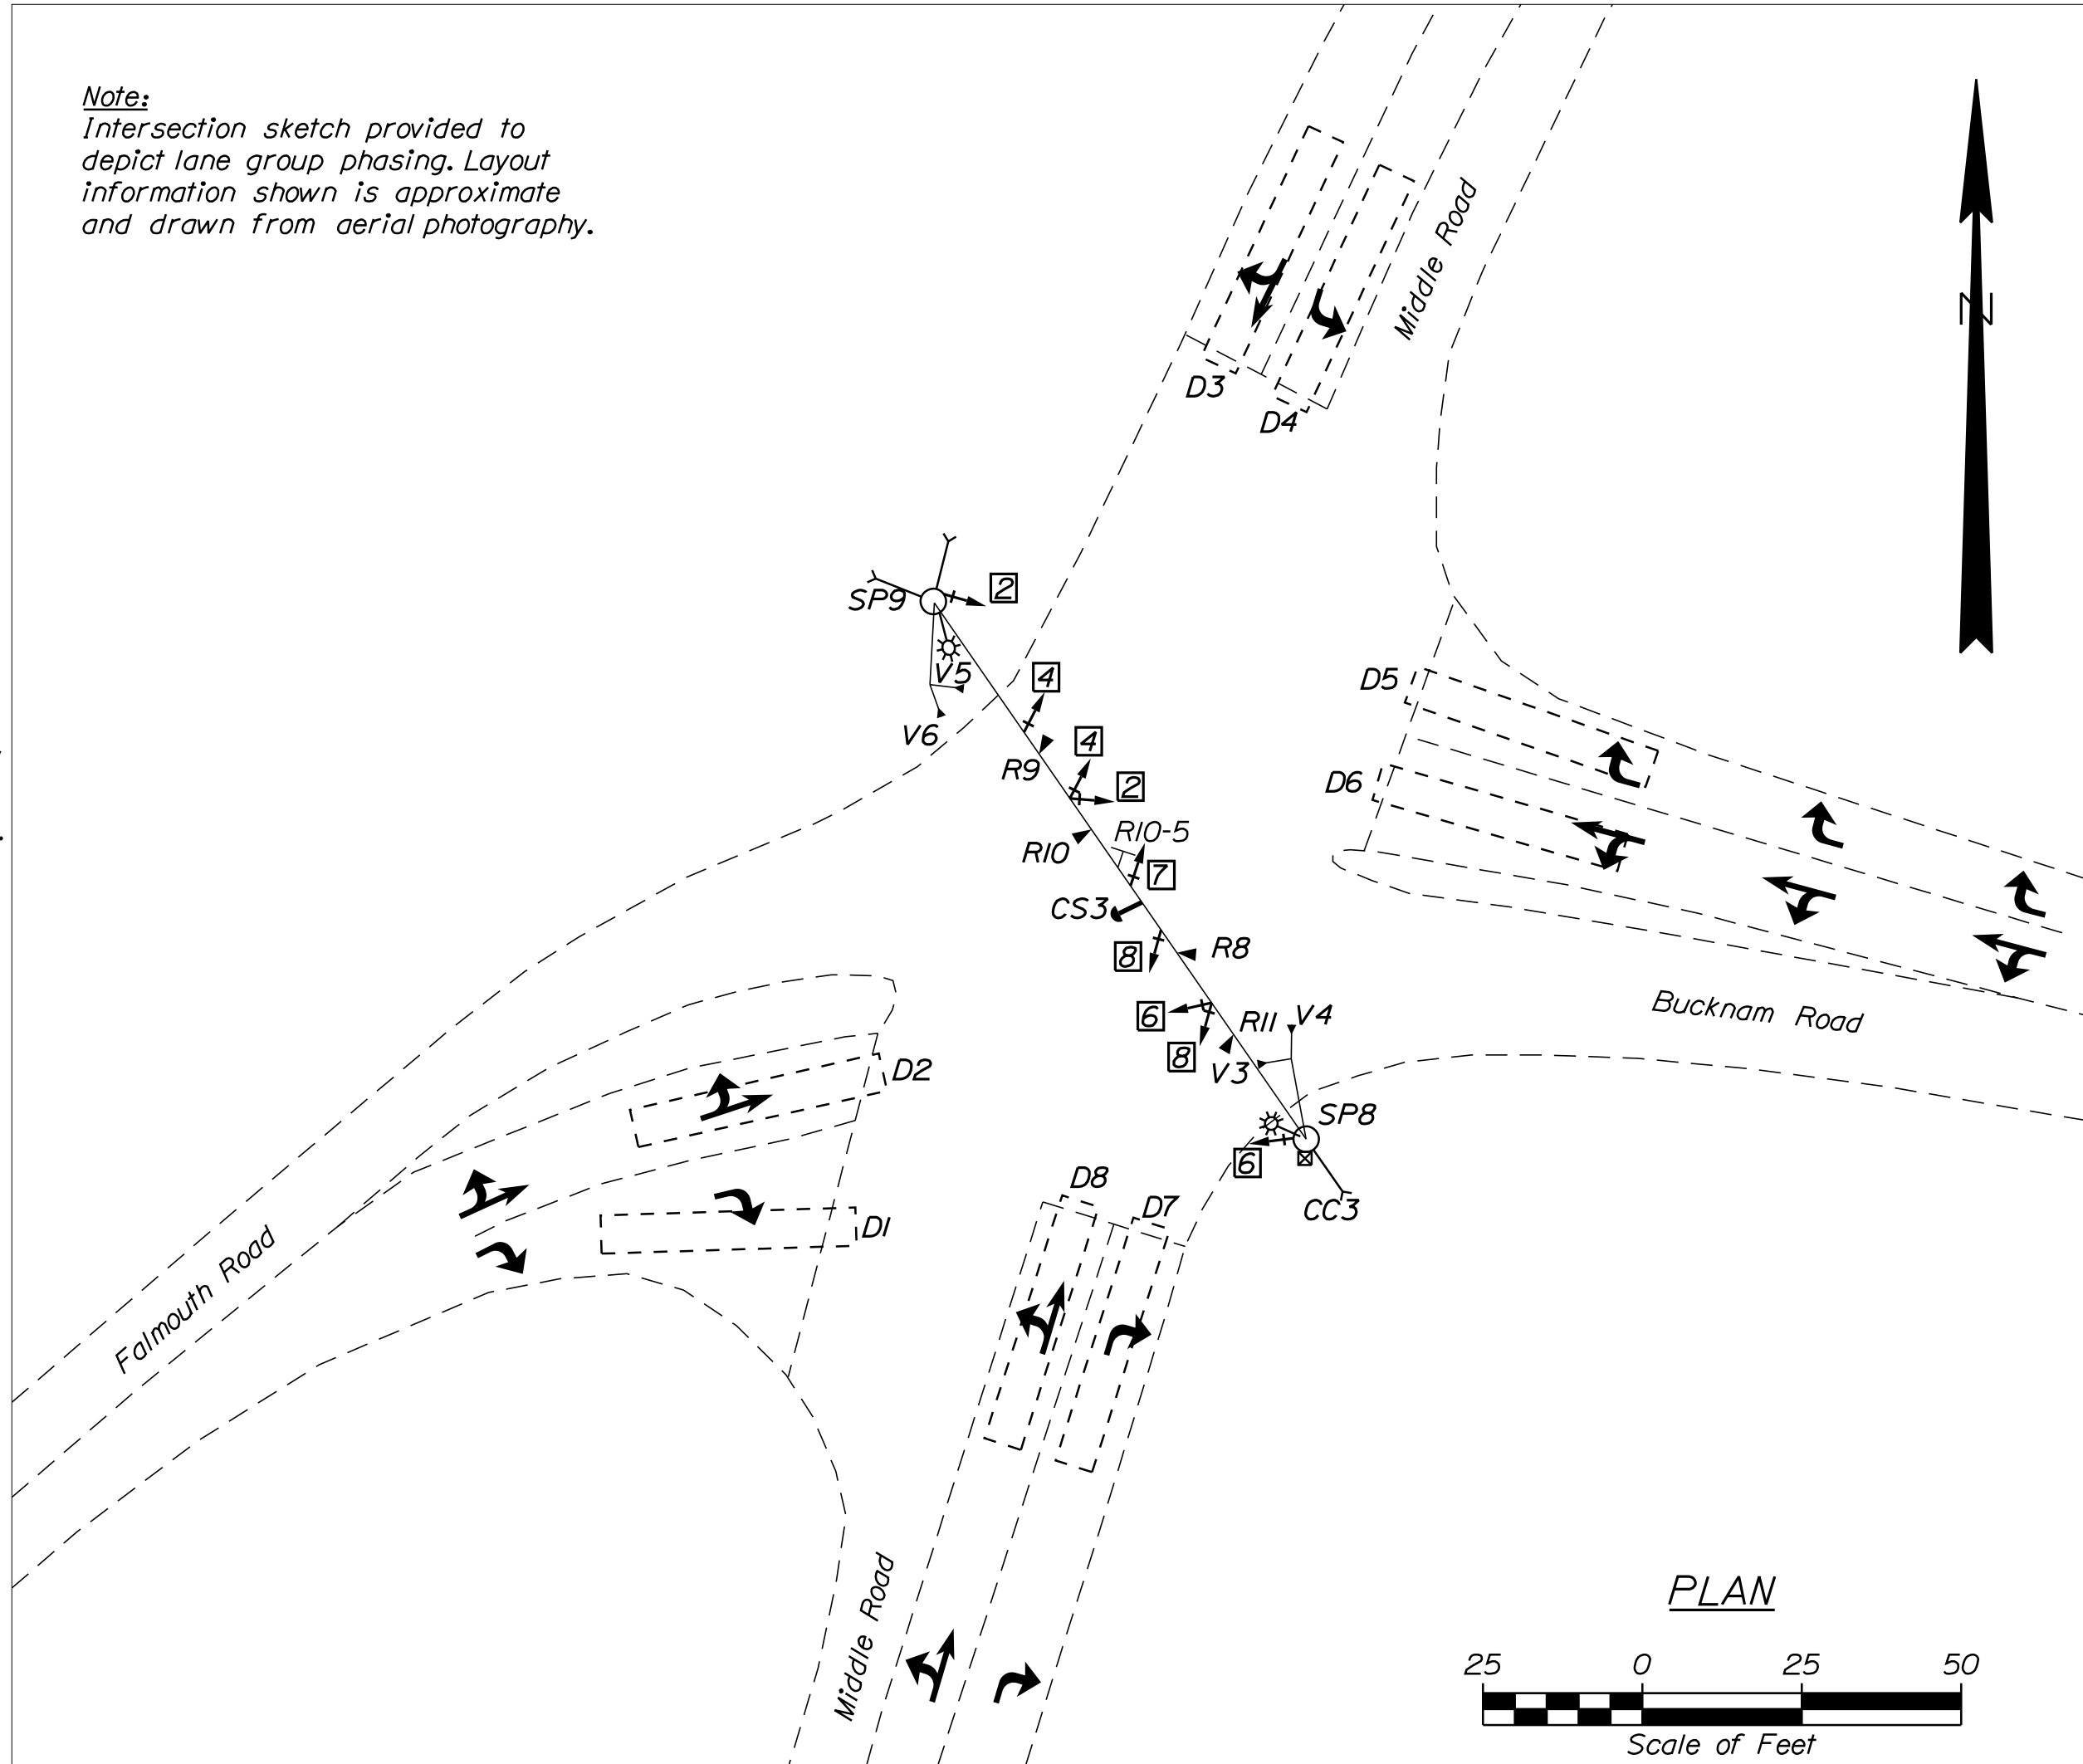 Note:
Intersection sketch provided to
depict lane group phasing. Layout
information shown is approximate
and drawn from aerial photography.
Middle Road
N
D3
D4
SP9
2
V5
4
V6
R9
4
2
D5
D6
R10
R10-5
7
CS3
8
R8
6
R11
V4
8
V3
Bucknam Road
D2
SP8
6
CC3
D8
D7
D1
Falmouth Road
Middle Road
PLAN
25 0 25 50
Scale of Feet